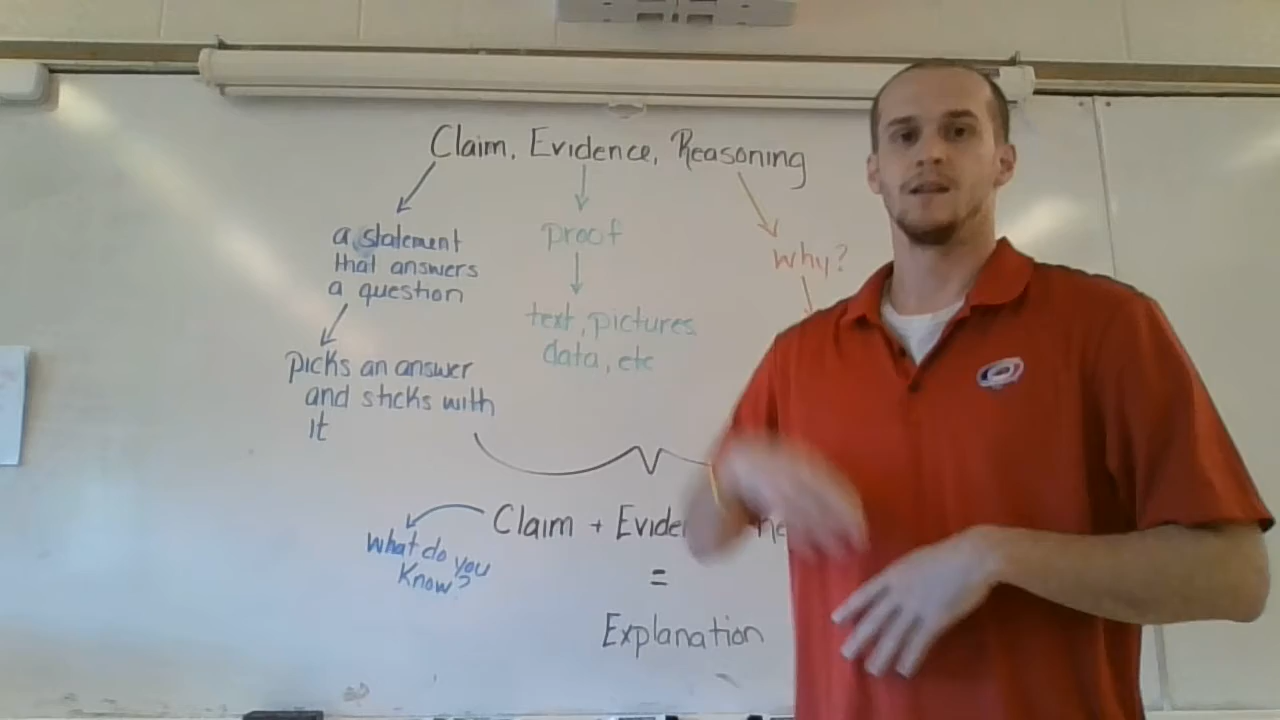 Claim, Evidence, Reasoning
a statement
that answers
a question
proof
why?
text, pictures
data, etc
picks an answer
and sticks with
it
Claim + Evide
What do you
know?
=
Explanation